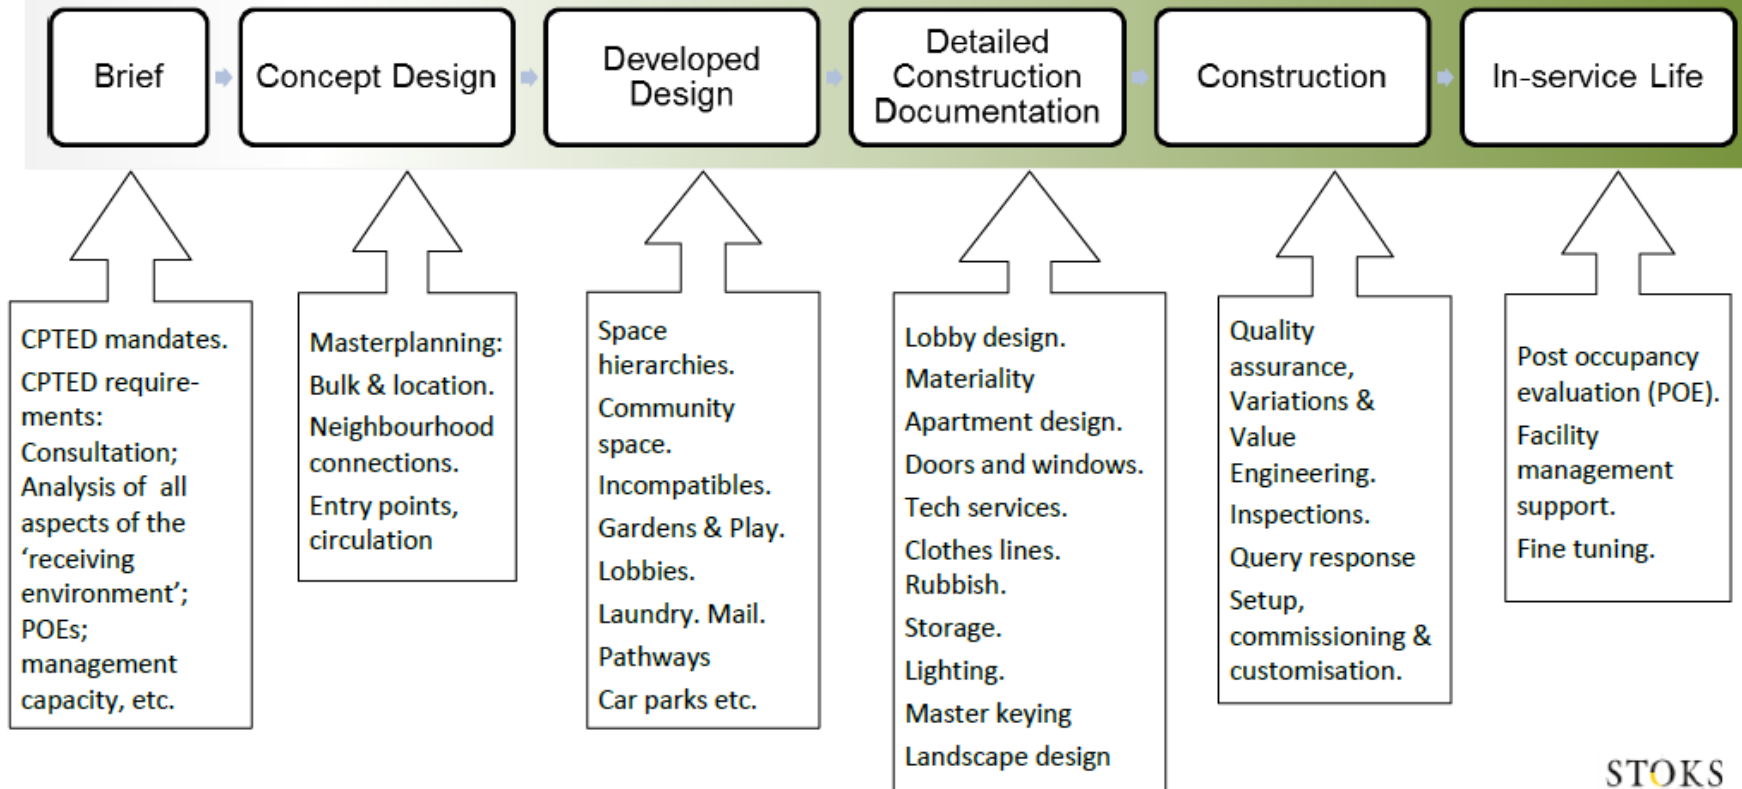 Brief
Concept Design
Developed
Design
Detailed
Construction
Documentation
Construction
In-service Life
CPTED mandates.
CPTED require-
ments:
Consultation;
Analysis of all
aspects of the
‘receiving
environment’;
POEs;
management
capacity, etc.
Masterplanning:
Bulk & location.
Neighbourhood
connections.
Entry points,
circulation
Space
hierarchies.
Community
space.
Incompatibles.
Gardens & Play.
Lobbies.
Laundry. Mail.
Pathways
Car parks etc.
Lobby design.
Materiality
Apartment design.
Doors and windows.
Tech services.
Clothes lines.
Rubbish.
Storage.
Lighting.
Master keying
Landscape design
Quality
assurance,
Variations &
Value
Engineering.
Inspections.
Query response
Setup,
commissioning &
customisation.
Post occupancy
evaluation (POE).
Facility
management
support.
Fine tuning.
STOKS